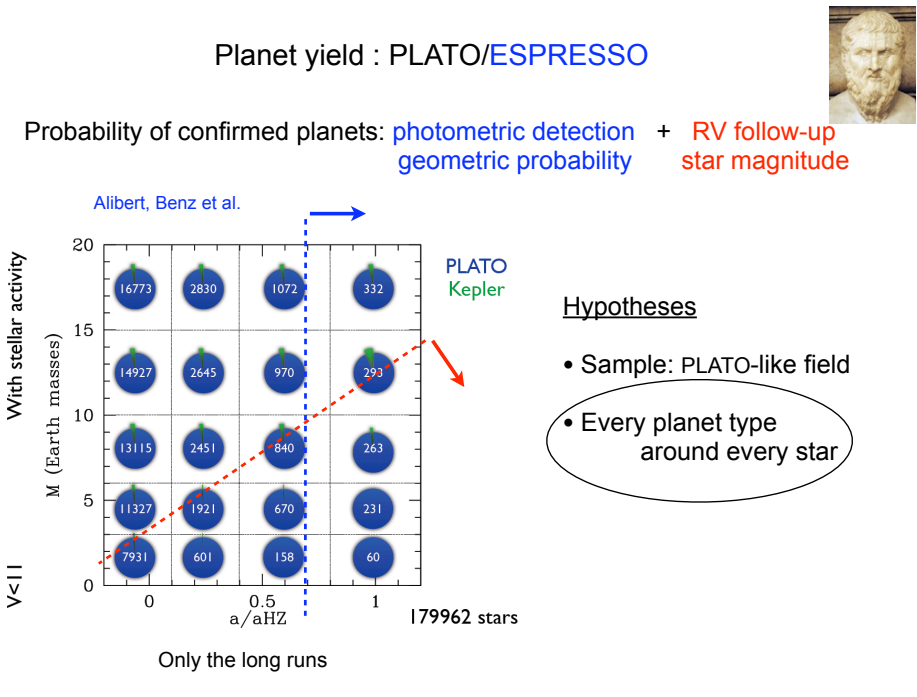 Planet yield : PLATO/ESPRESSO
Probability of confirmed planets: photometric detection + RV follow-up
geometric probability star magnitude
Alibert, Benz et al.
With stellar activity
V<11
M (Earth masses)
20
15
10
5
0
16773 2830 1072 332
14927 2645 970 293
13115 2451 840 263
11327 1921 670 231
7931 601 158 60
0 0.5 1
a/aHZ
179962 stars
Only the long runs
PLATO
Kepler
Hypotheses
• Sample: PLATO-like field
• Every planet type
around every star